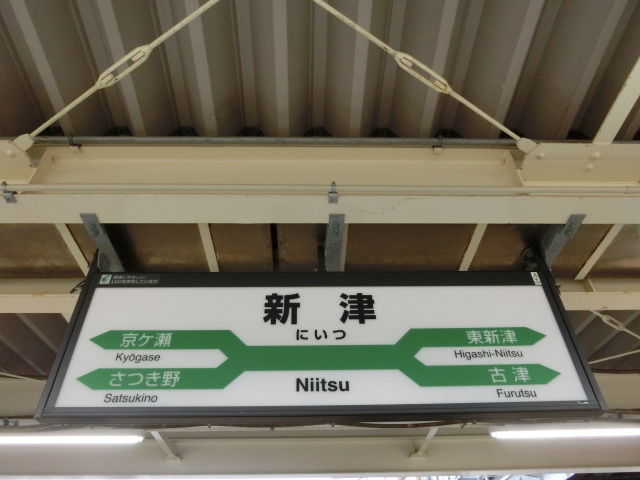 新津
にいつ
Niitsu
京ケ瀬
Kyōgase
さつき野
Satsukino
東新津
Higashi-Niitsu
古津
Furutsu